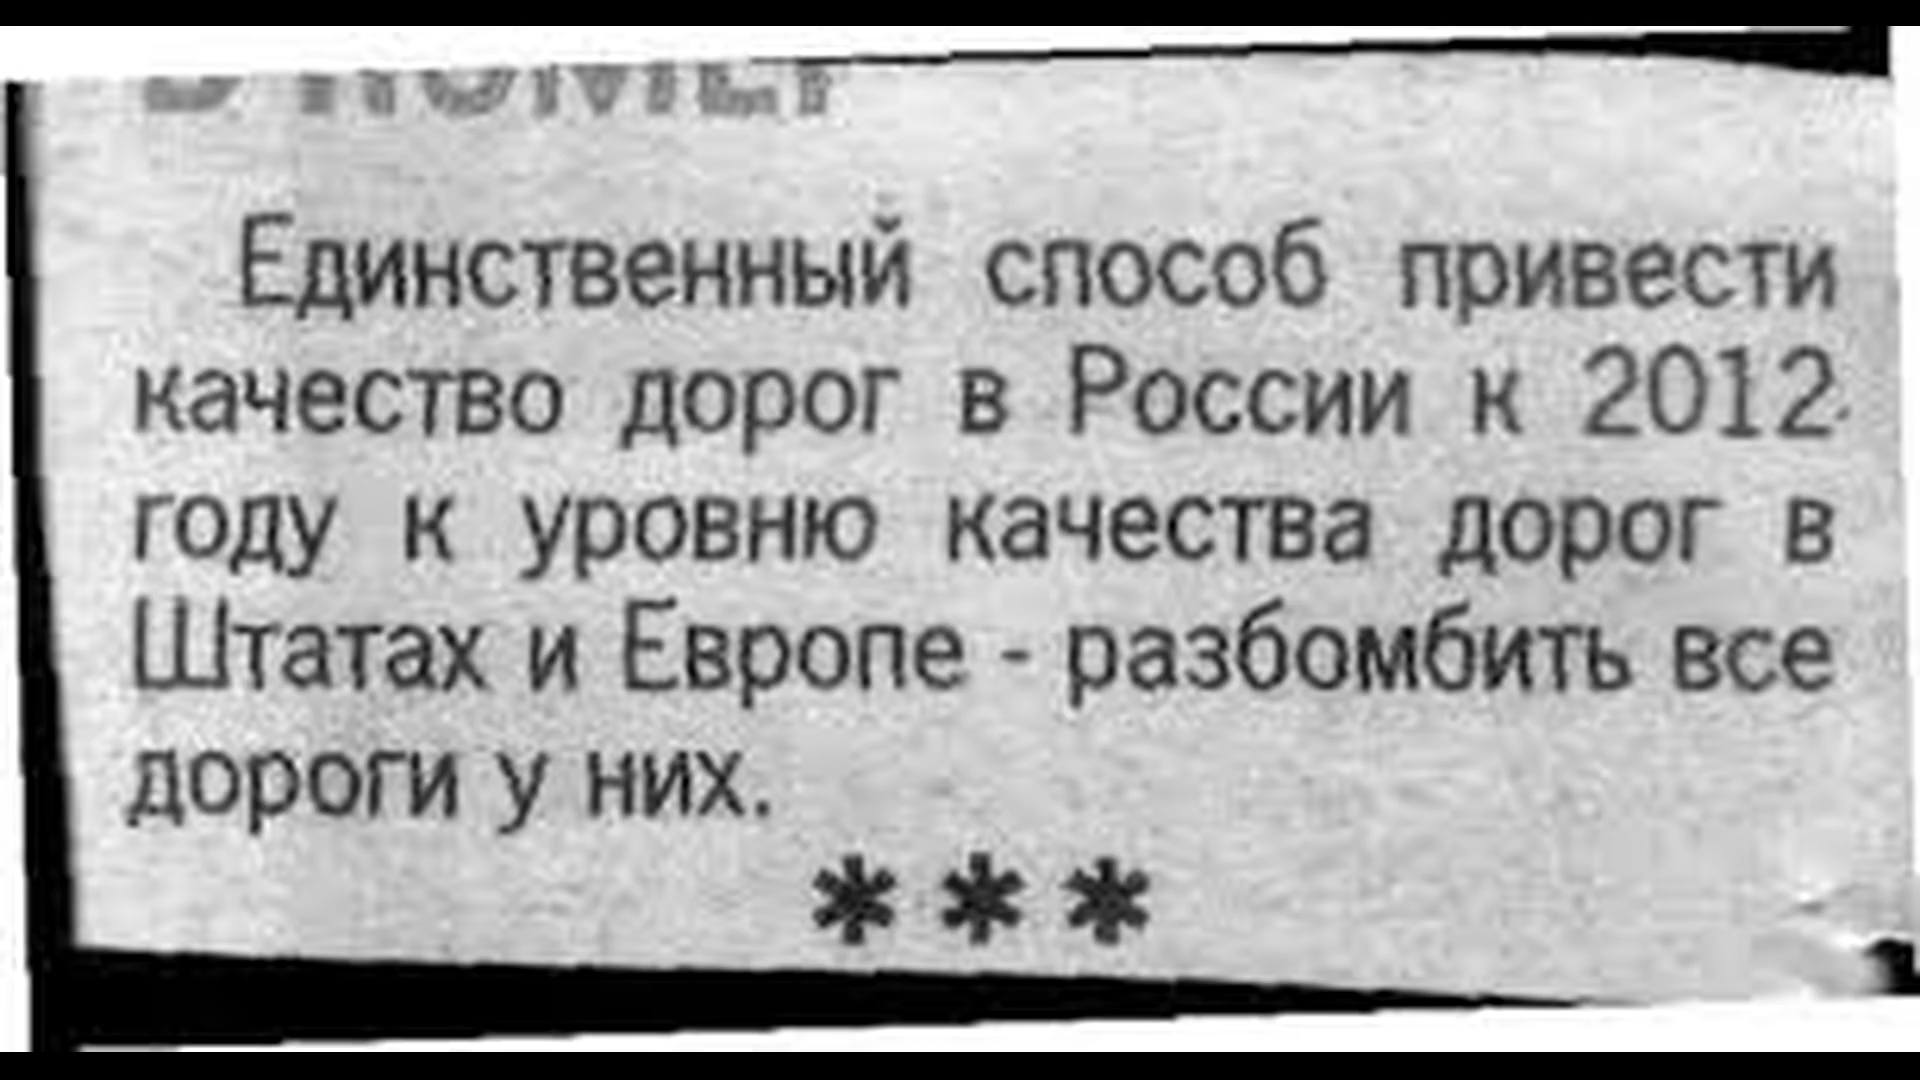 Единственный способ привести
качество дорог в России к 2012
году к уровню качества дорог в
Штатах и Европе - разбомбить все
дороги у них.
***